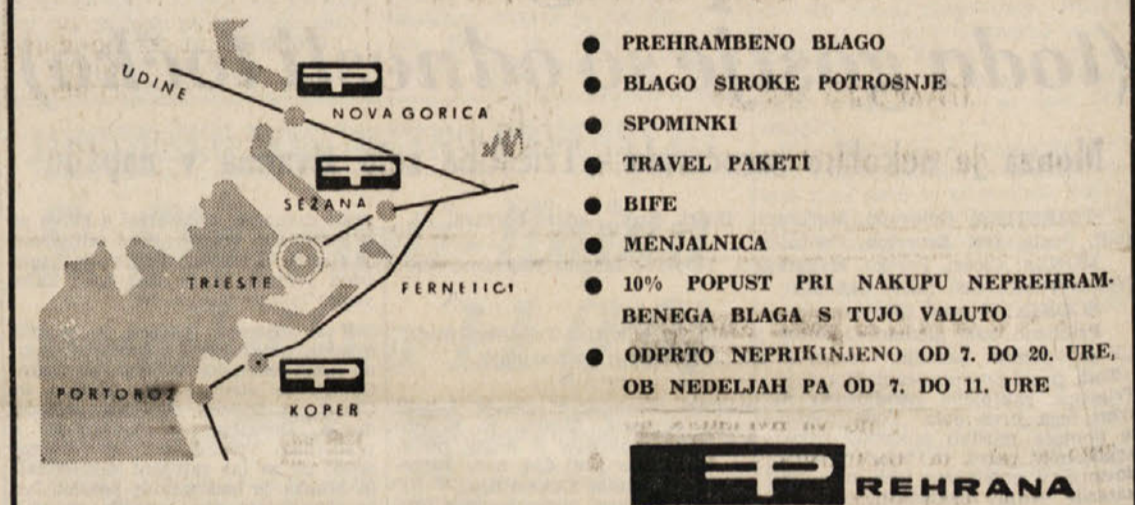 UDINE
NOVA GORICA
SEŽANA
TRIESTE
FERNETIČI
PORTOROŽ
KOPER
● PREHRAMBENO BLAGO
● BLAGO SIROKE POTROSNJE
● SPOMINKI
● TRAVEL PAKETI
● BIFE
● MENJALNICA
● 10% POPUST PRI NAKUPU NEPREHRAM-
BENEGA BLAGA S TUJO VALUTO
● ODPRTO NEPRIKINJENO OD 7. DO 20. URE,
OB NEDELJAH PA OD 7. DO 11. URE
PREHRANA